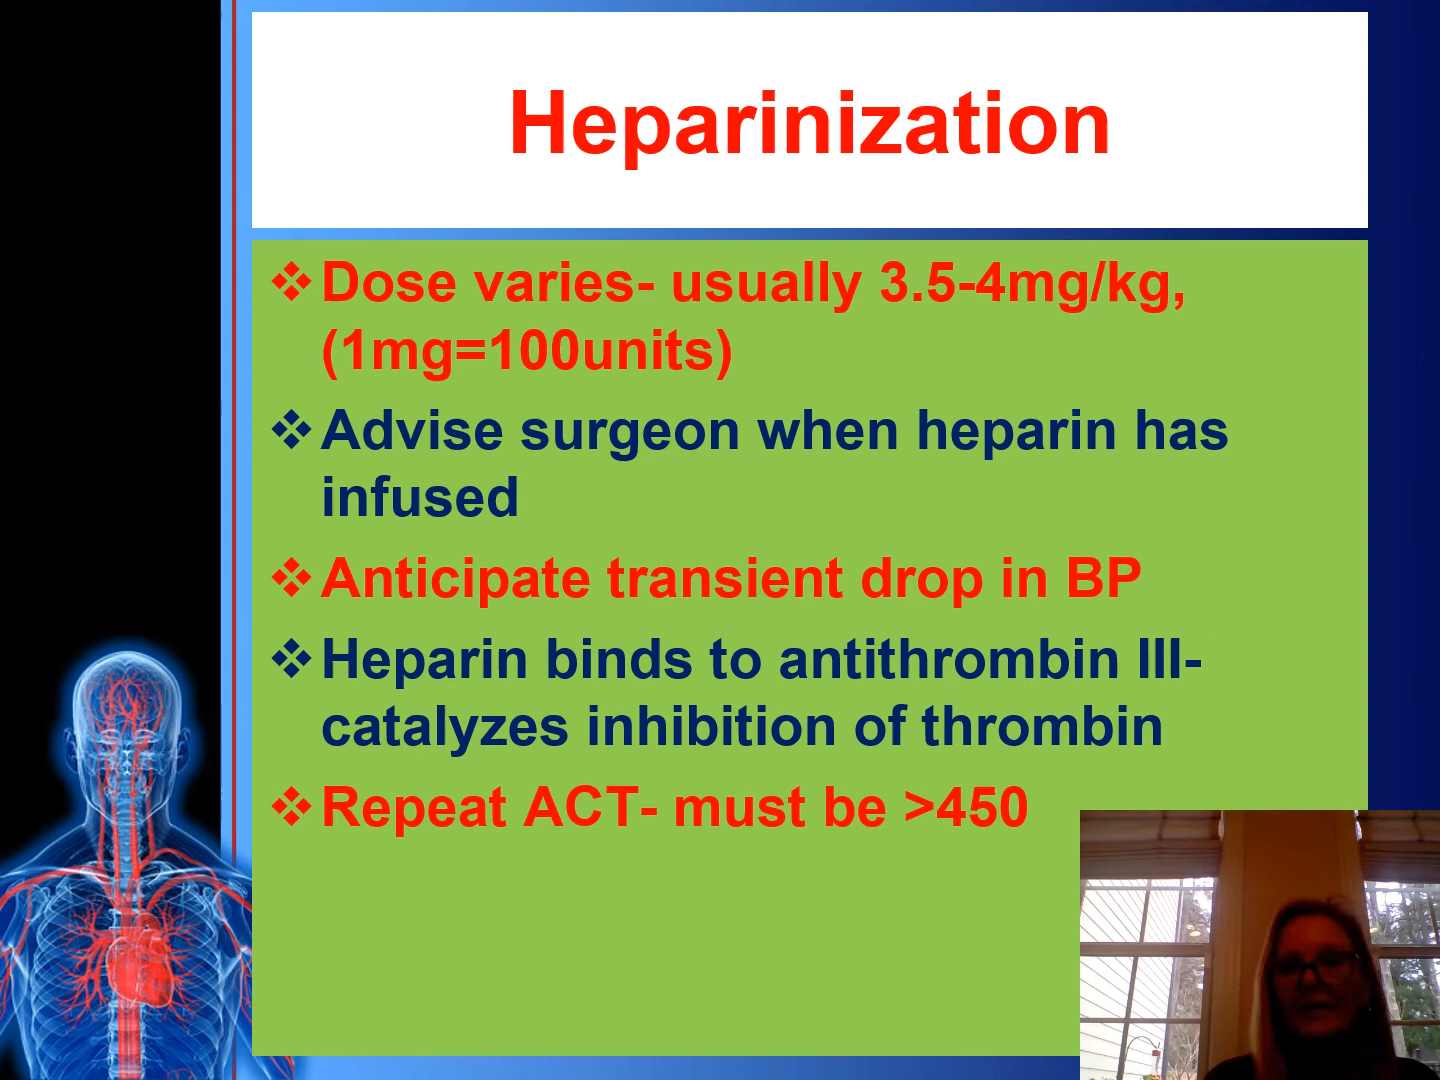 Heparinization
❖Dose varies- usually 3.5-4mg/kg,
(1mg=100units)
❖Advise surgeon when heparin has
infused
❖Anticipate transient drop in BP
❖Heparin binds to antithrombin III-
catalyzes inhibition of thrombin
❖Repeat ACT- must be >450